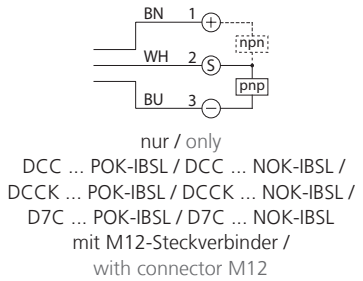 BN 1 +
npn
WH 2 S
pnp
BU 3 −
nur / only
DCC ... POK-IBSL / DCC ... NOK-IBSL /
DCCK ... POK-IBSL / DCCK ... NOK-IBSL /
D7C ... POK-IBSL / D7C ... NOK-IBSL
mit M12-Steckverbinder /
with connector M12